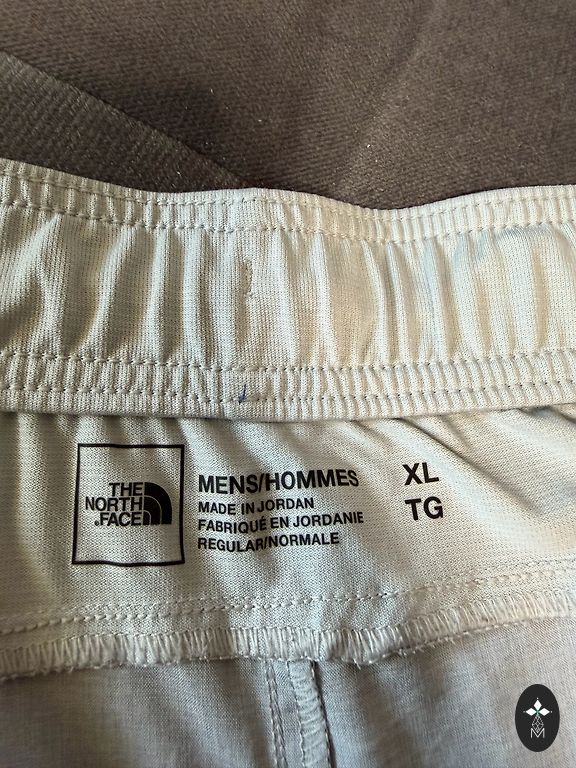 THE
NORTH
FACE
MENS/HOMMES
MADE IN JORDAN
FABRIQUÉ EN JORDANIE
REGULAR/NORMALE
XL
TG
M